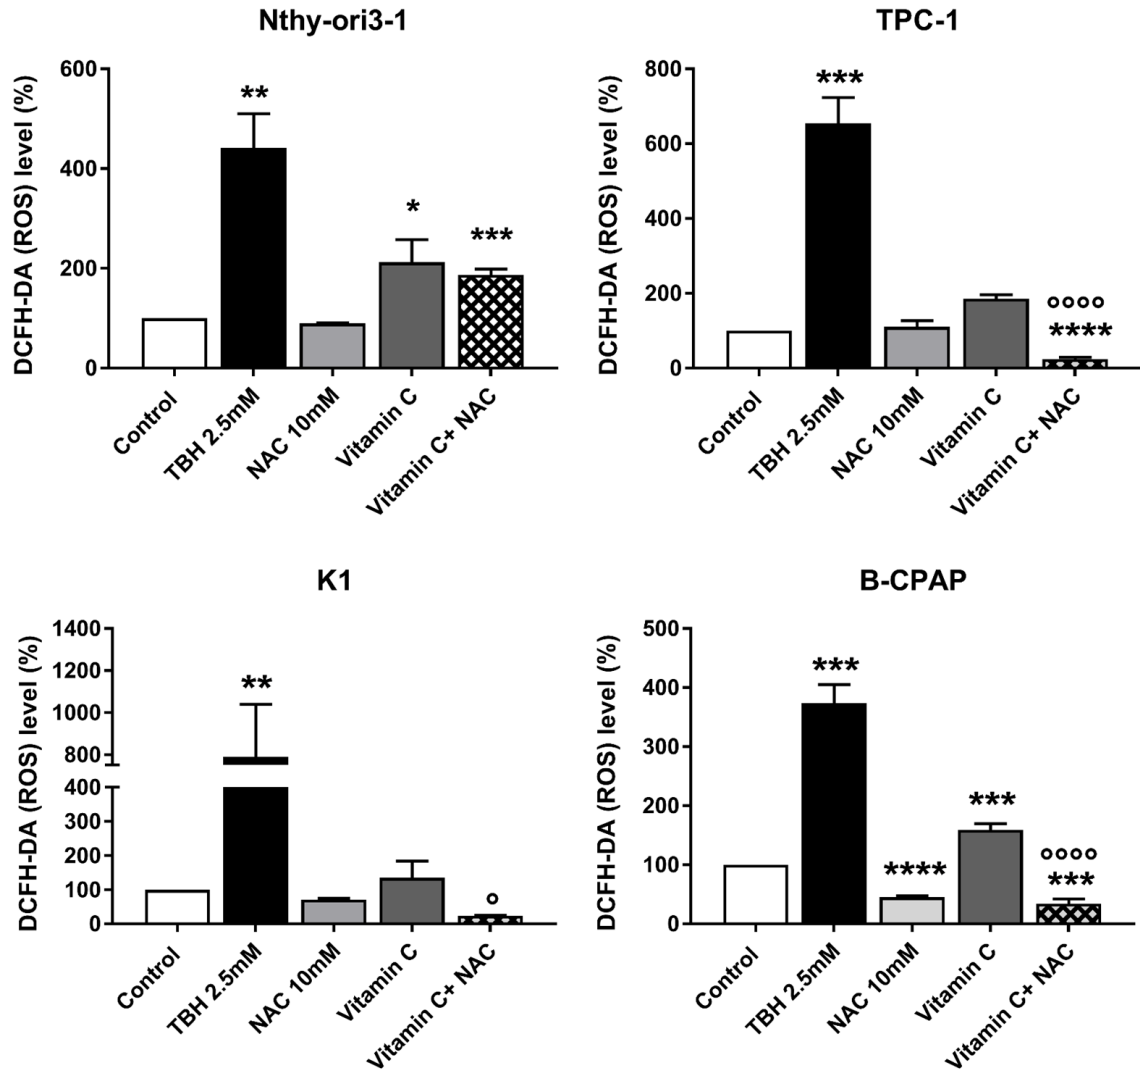 Nthy-ori3-1
DCFH-DA (ROS) level (%)
600
400
200
0
**
*
***
Control
TBH 2.5mM
NAC 10mM
Vitamin C
Vitamin C+ NAC
TPC-1
DCFH-DA (ROS) level (%)
800
600
400
200
0
***
°°°°
****
Control
TBH 2.5mM
NAC 10mM
Vitamin C
Vitamin C+ NAC
K1
DCFH-DA (ROS) level (%)
1400
1200
1000
800
400
300
200
100
0
**
°
Control
TBH 2.5mM
NAC 10mM
Vitamin C
Vitamin C+ NAC
B-CPAP
DCFH-DA (ROS) level (%)
500
400
300
200
100
0
***
****
***
°°°°
***
Control
TBH 2.5mM
NAC 10mM
Vitamin C
Vitamin C+ NAC